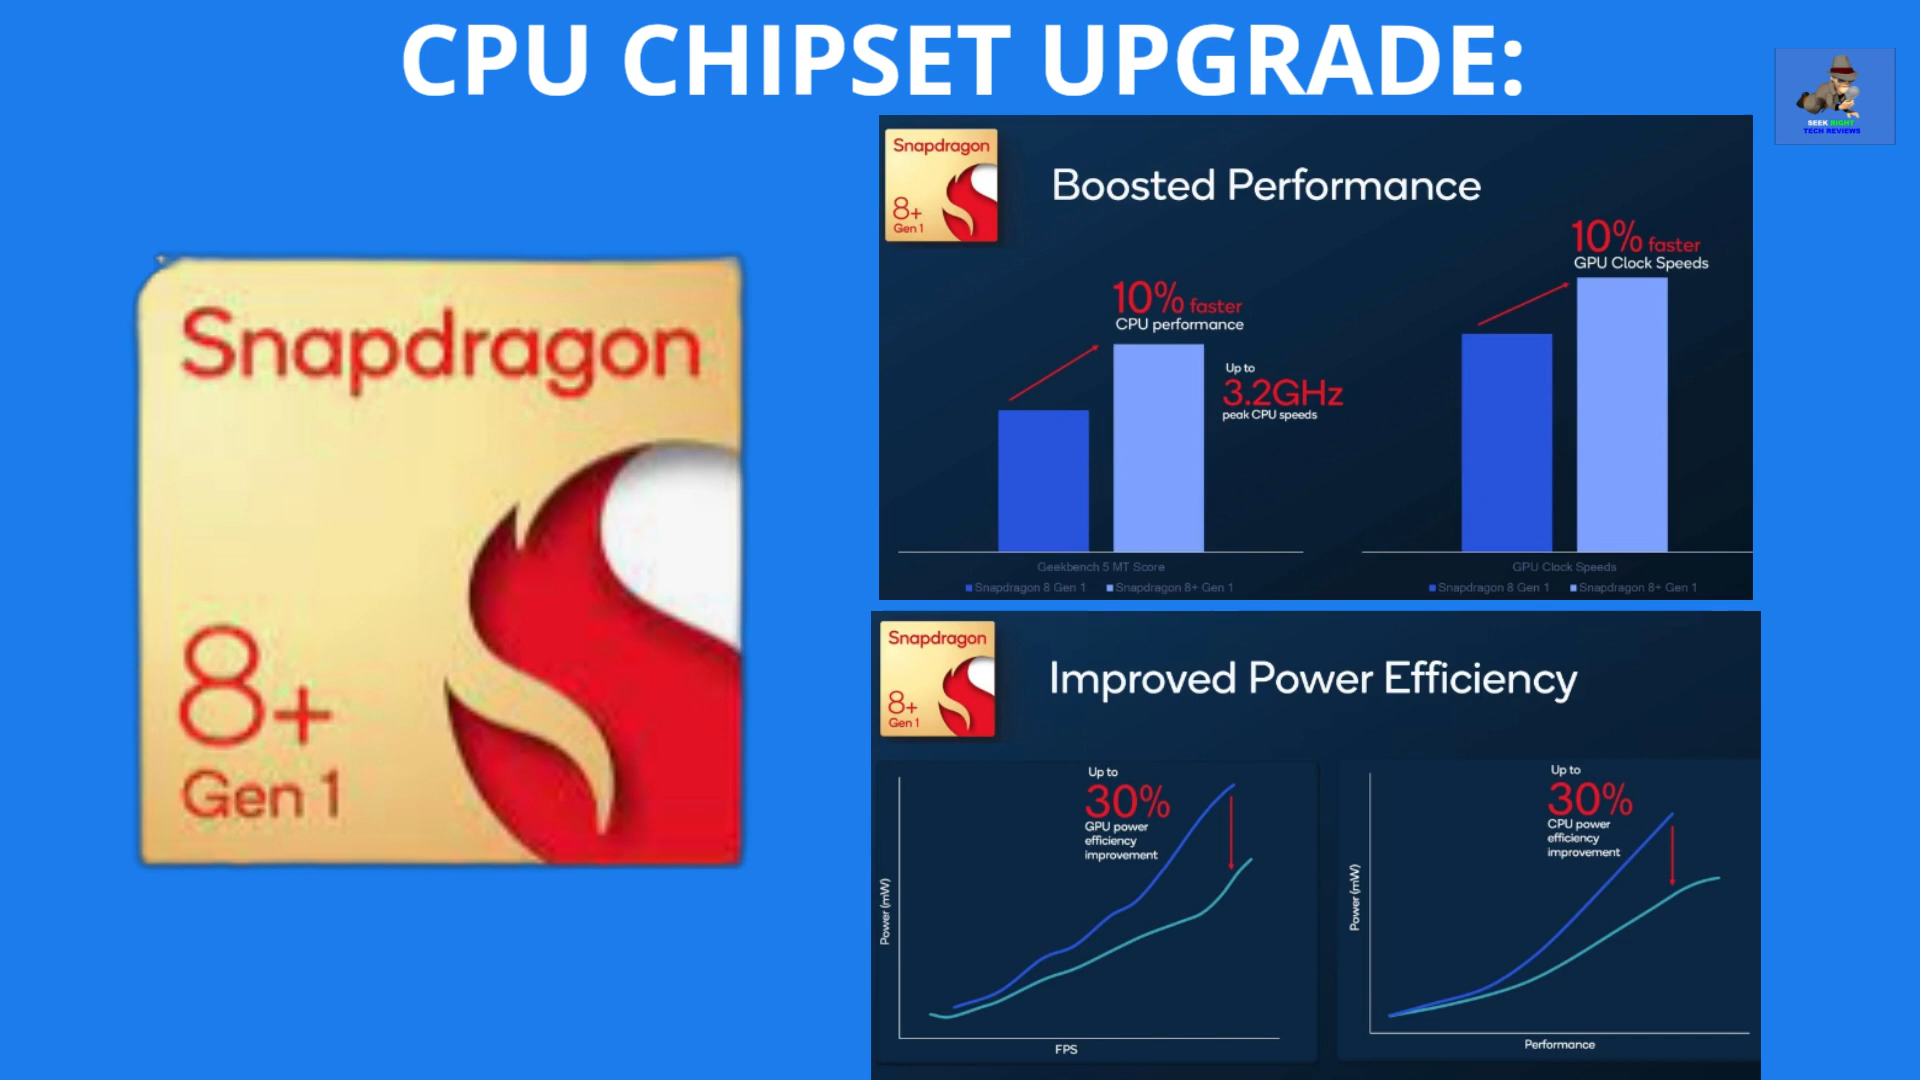 CPU CHIPSET UPGRADE:
SEEK RIGHT
TECH REVIEWS
Snapdragon
8+
Gen 1
Snapdragon
8+
Gen 1
Boosted Performance
10% faster
CPU performance
Up to
3.2GHz
peak CPU speeds
Geekbench 5 MT Score
Snapdragon 8 Gen 1
Snapdragon 8+ Gen 1
10% faster
GPU Clock Speeds
GPU Clock Speeds
Snapdragon 8 Gen 1
Snapdragon 8+ Gen 1
Snapdragon
8+
Gen 1
Improved Power Efficiency
Up to
30%
GPU power
efficiency
improvement
Power (mW)
FPS
Up to
30%
CPU power
efficiency
improvement
Power (mW)
Performance